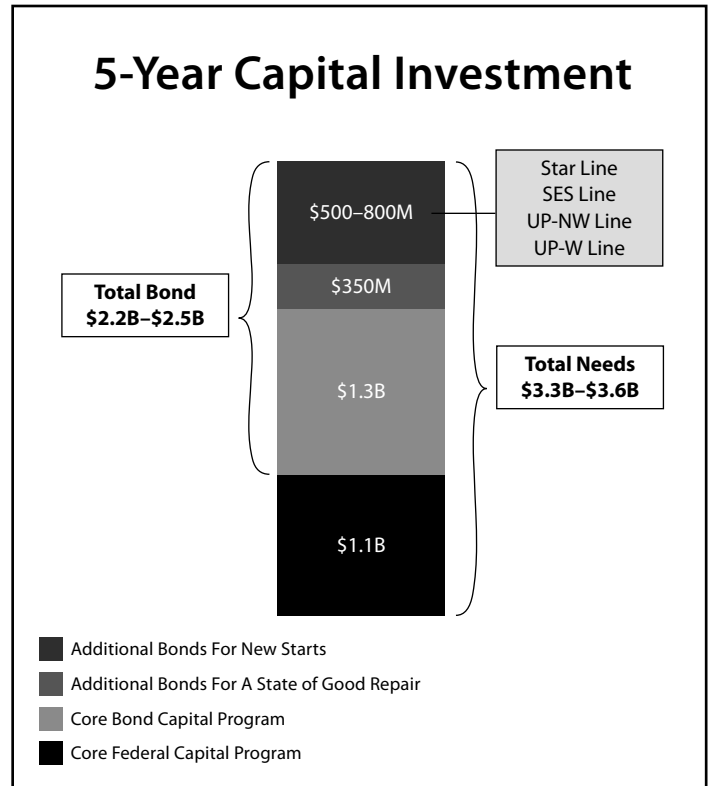 5-Year Capital Investment
$500–800M
Star Line
SES Line
UP-NW Line
UP-W Line
$350M
Total Bond
$2.2B–$2.5B
$1.3B
Total Needs
$3.3B–$3.6B
$1.1B
Additional Bonds For New Starts
Additional Bonds For A State of Good Repair
Core Bond Capital Program
Core Federal Capital Program